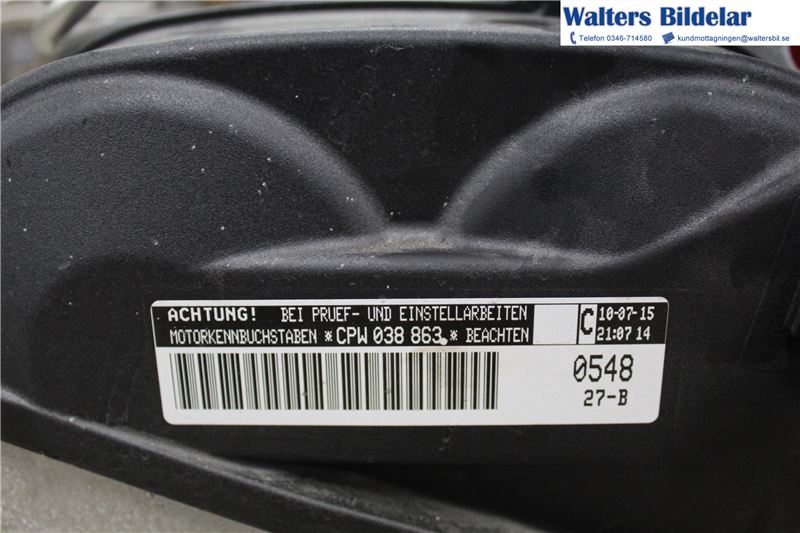 Walters Bildelar
Telefon 0346-714580 kundmottagningen@waltersbil.se
ACHTUNG! BEI PRUEF- UND EINSTELLARBEITEN
MOTORKENNBUCHSTABEN *CPW 038 863.* BEACHTEN
C 10-07-15
21:07 14
0548
27-B